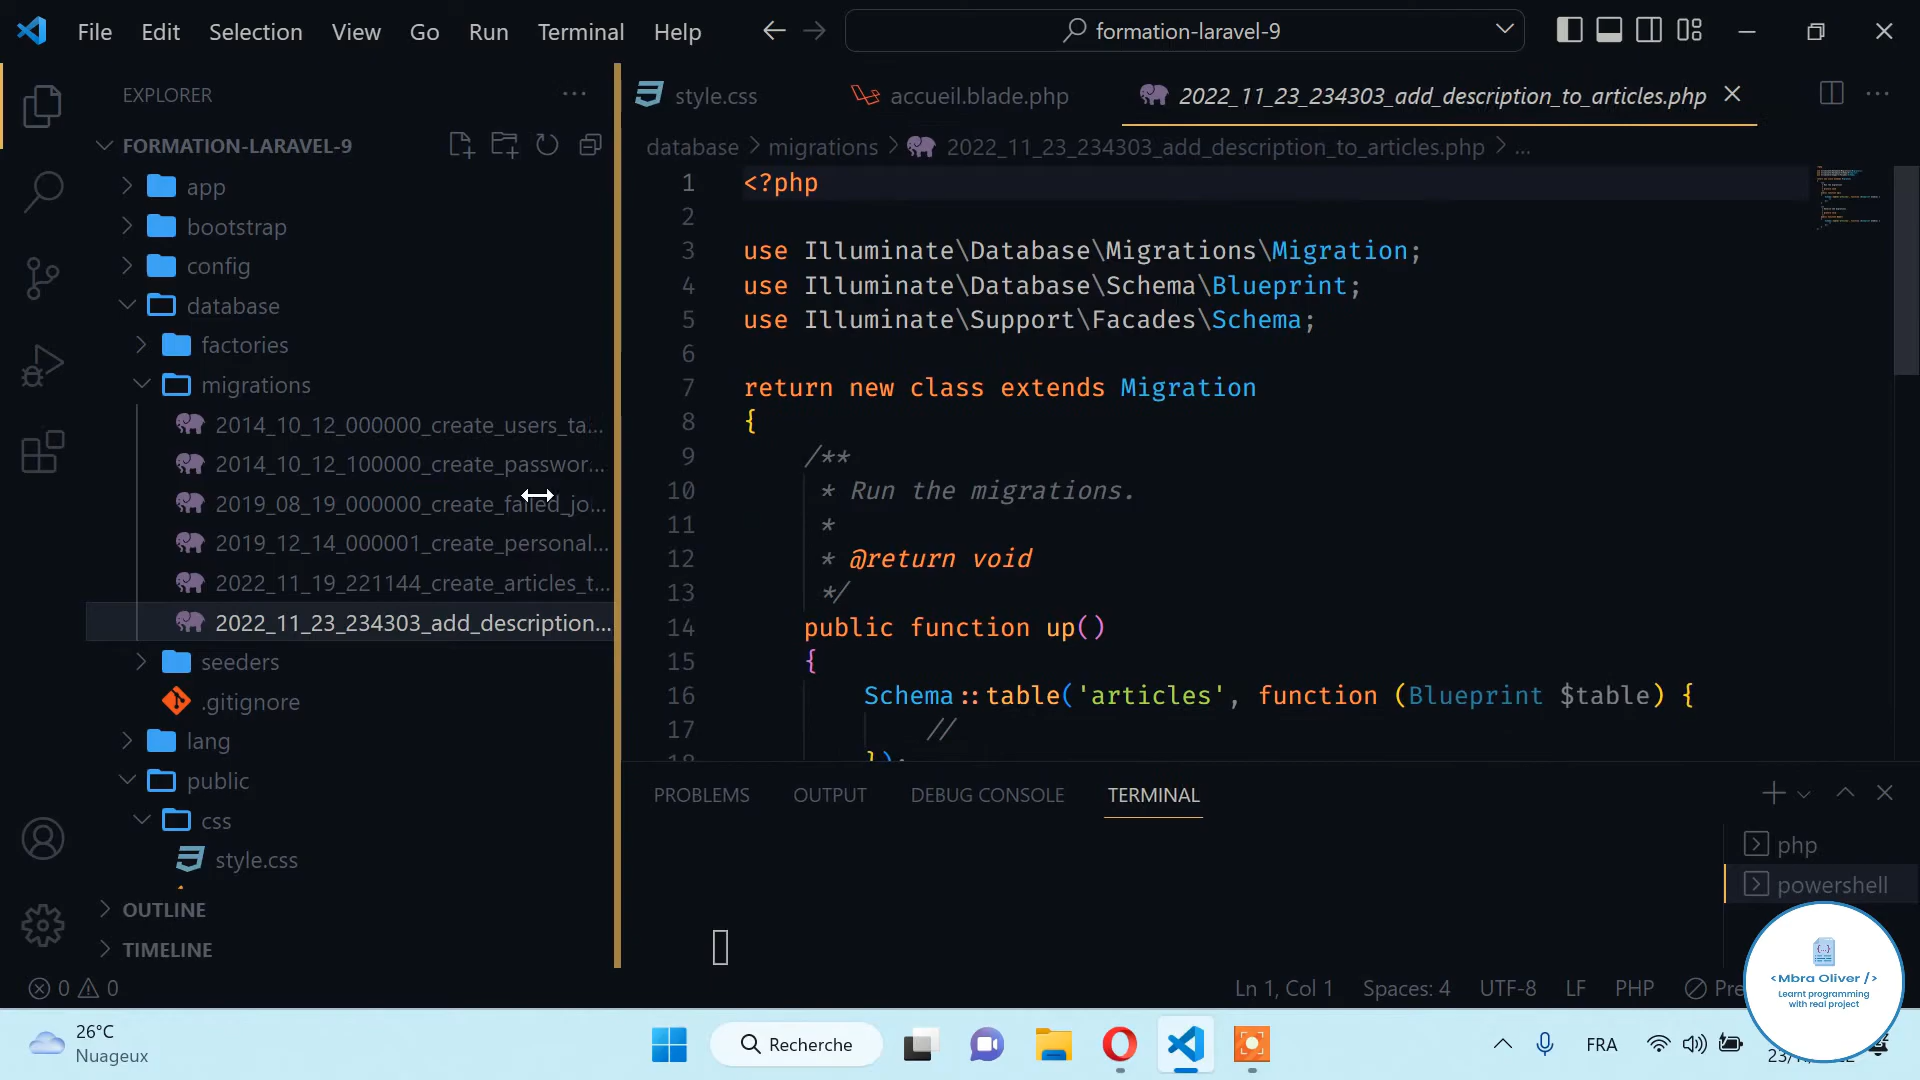 File Edit Selection View Go Run Terminal Help
formation-laravel-9
EXPLORER
FORMATION-LARAVEL-9
app
bootstrap
config
database
factories
migrations
2014_10_12_000000_create_users_ta...
2014_10_12_100000_create_passwor...
2019_08_19_000000_create_failed_jo...
2019_12_14_000001_create_personal...
2022_11_19_221144_create_articles_t...
2022_11_23_234303_add_description...
seeders
.gitignore
lang
public
css
style.css
OUTLINE
TIMELINE
style.css
accueil.blade.php
2022_11_23_234303_add_description_to_articles.php
database > migrations > 2022_11_23_234303_add_description_to_articles.php > ...
1 <?php
2
3 use Illuminate\Database\Migrations\Migration;
4 use Illuminate\Database\Schema\Blueprint;
5 use Illuminate\Support\Facades\Schema;
6
7 return new class extends Migration
8 {
9 /**
10 * Run the migrations.
11 *
12 * @return void
13 */
14 public function up()
15 {
16 Schema::table('articles', function (Blueprint $table) {
17 //
18 });
PROBLEMS OUTPUT DEBUG CONSOLE TERMINAL
php
powershell
0 0
Ln 1, Col 1 Spaces: 4 UTF-8 LF PHP
{...}
<Mbra Oliver />
Learnt programming
with real project
26°C
Nuageux
Recherche
FRA